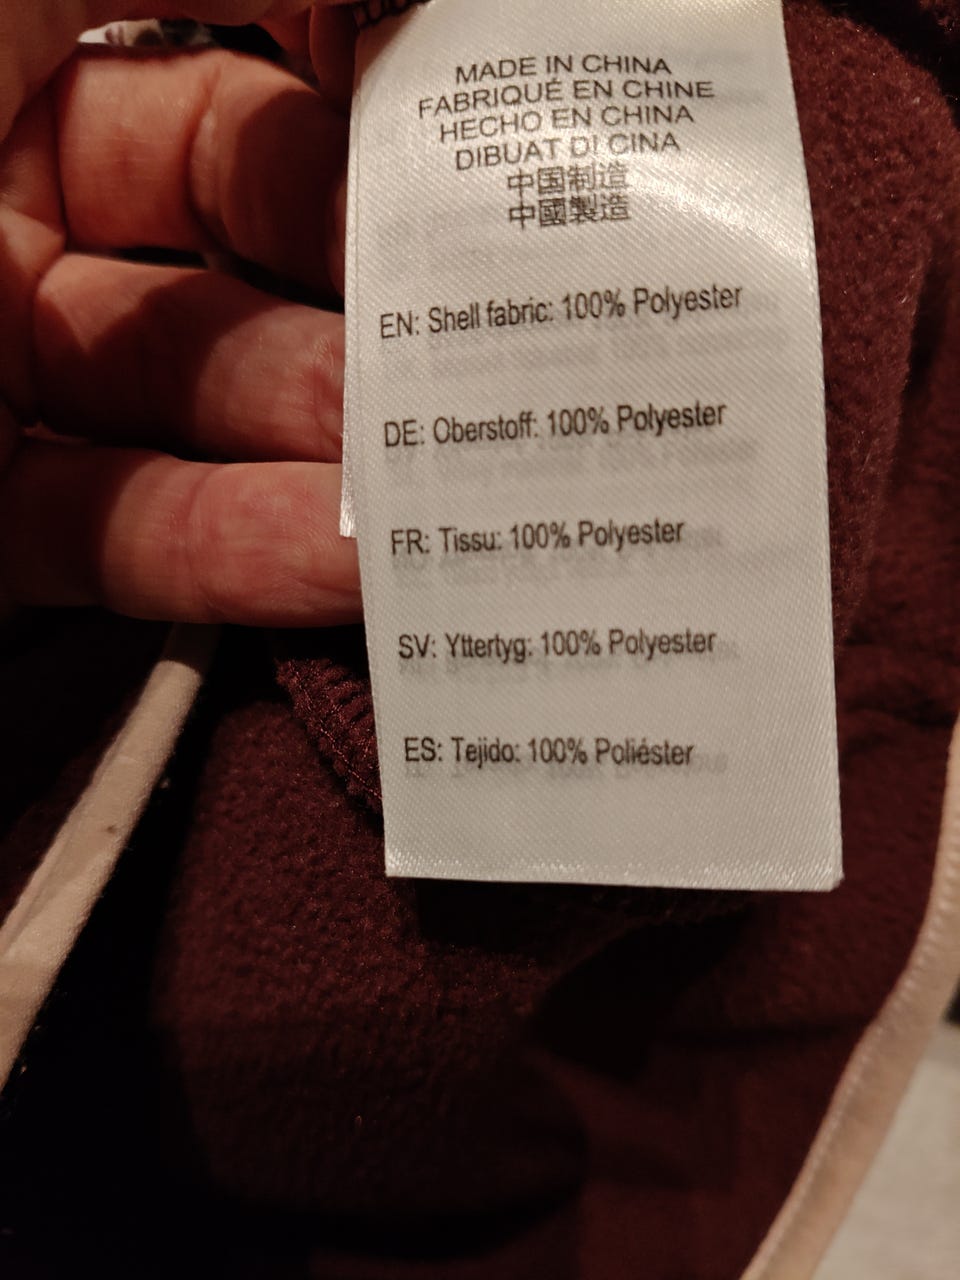 MADE IN CHINA
FABRIQUÉ EN CHINE
HECHO EN CHINA
DIBUAT DI CINA
中国制造
中國製造
EN: Shell fabric: 100% Polyester
DE: Oberstoff: 100% Polyester
FR: Tissu: 100% Polyester
SV: Yttertyg: 100% Polyester
ES: Tejido: 100% Poliéster